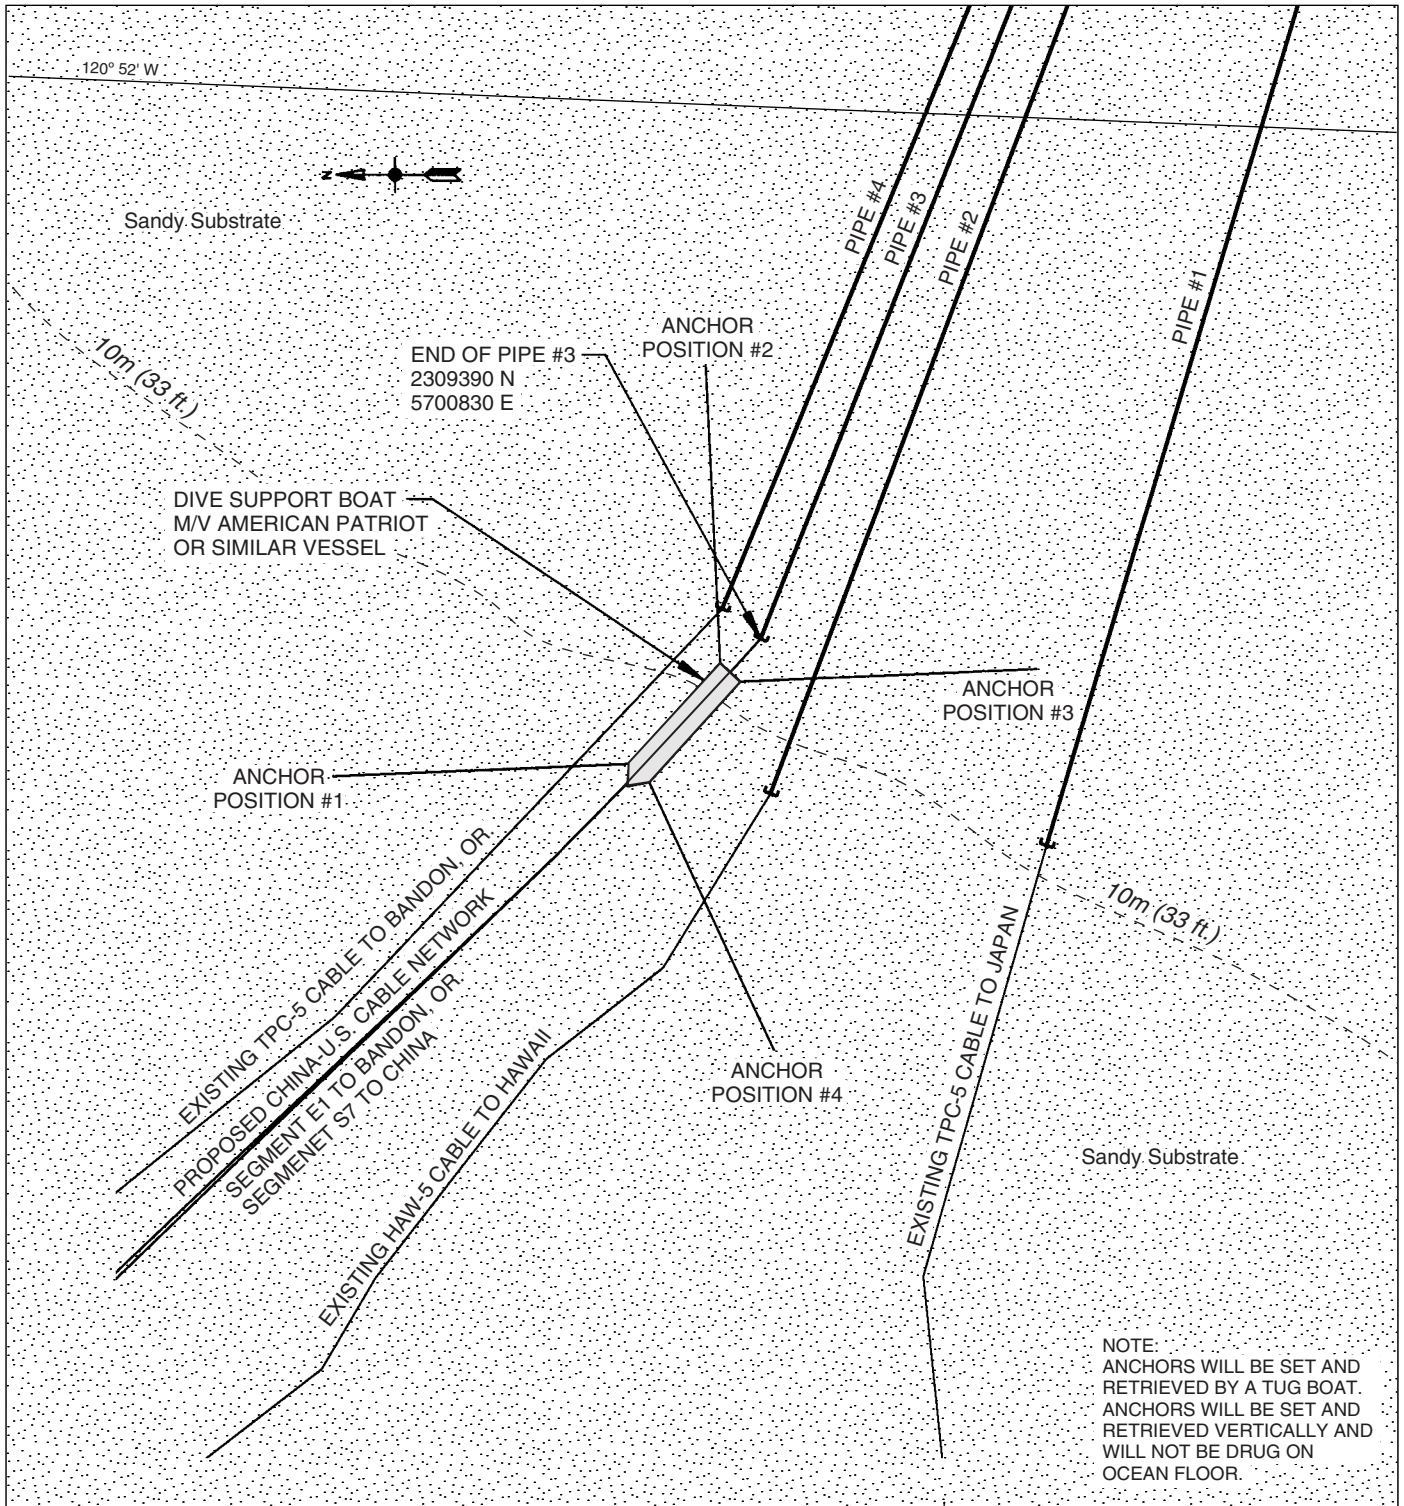 120° 52' W
N
Sandy Substrate
PIPE #4
PIPE #3
PIPE #2
PIPE #1
10m (33 ft.)
END OF PIPE #3
2309390 N
5700830 E
ANCHOR
POSITION #2
DIVE SUPPORT BOAT
M/V AMERICAN PATRIOT
OR SIMILAR VESSEL
ANCHOR
POSITION #3
ANCHOR
POSITION #1
EXISTING TPC-5 CABLE TO BANDON, OR.
PROPOSED CHINA-U.S. CABLE NETWORK
SEGMENT E1 TO BANDON, OR.
SEGMENET S7 TO CHINA
EXISTING HAW-5 CABLE TO HAWAII
ANCHOR
POSITION #4
EXISTING TPC-5 CABLE TO JAPAN
10m (33 ft.)
Sandy Substrate
NOTE:
ANCHORS WILL BE SET AND
RETRIEVED BY A TUG BOAT.
ANCHORS WILL BE SET AND
RETRIEVED VERTICALLY AND
WILL NOT BE DRUG ON
OCEAN FLOOR.